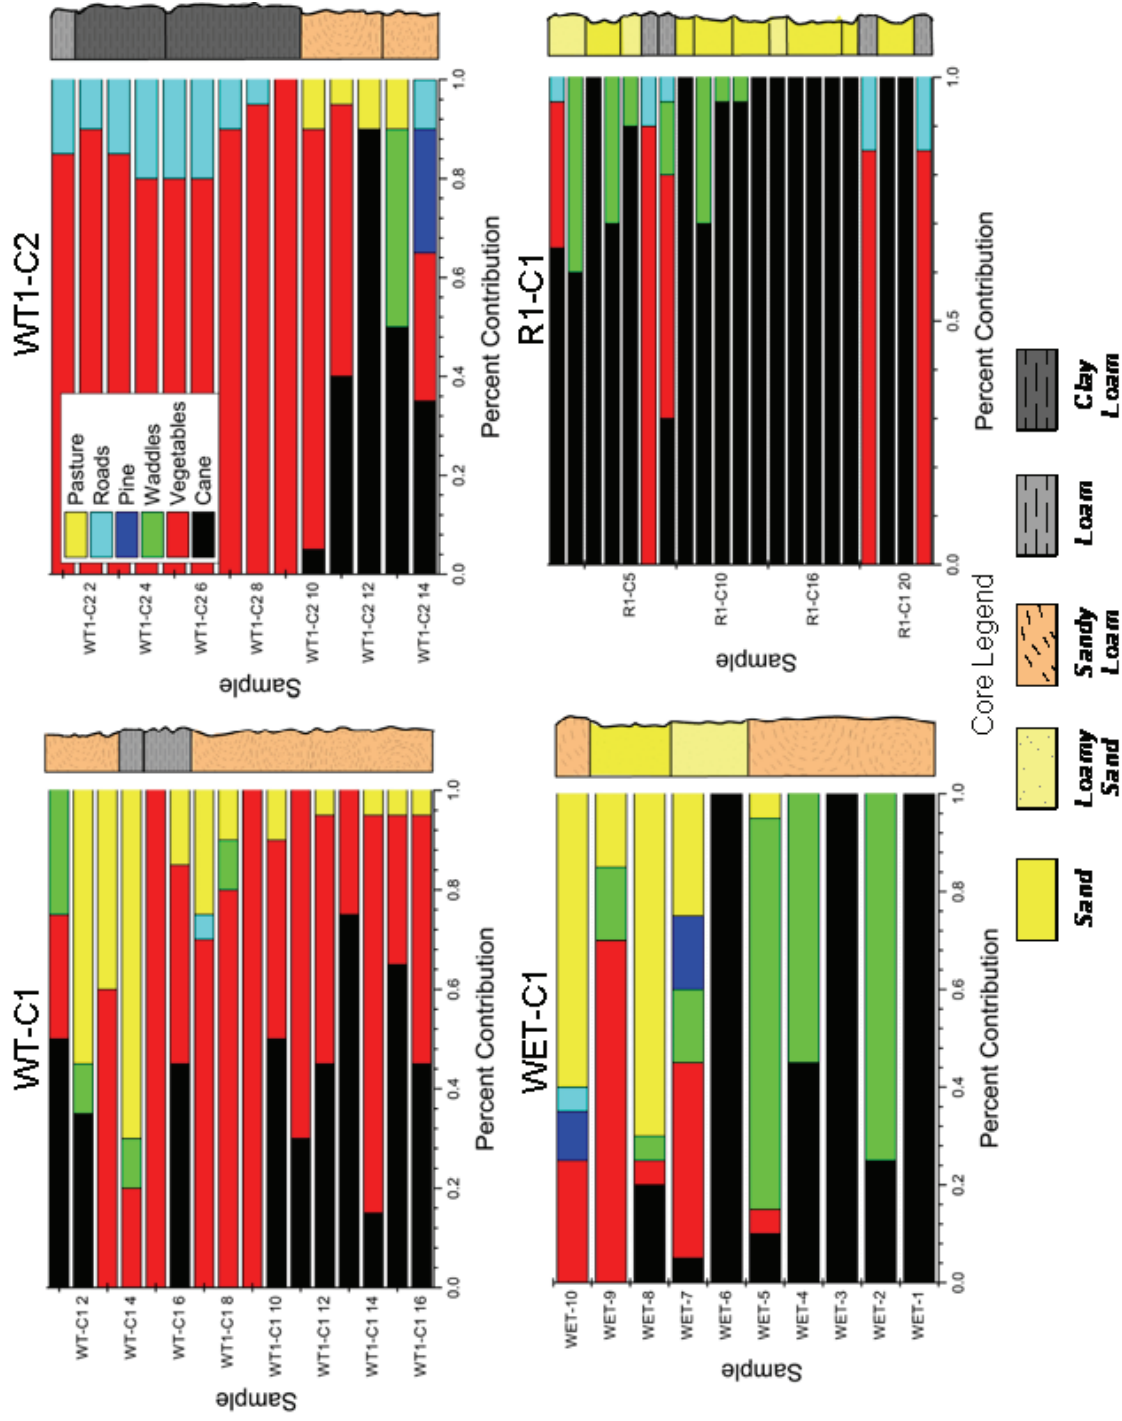 WT-C1
WT-C1 2
WT-C1 4
WT-C1 6
WT1-C1 8
WT1-C1 10
WT1-C1 12
WT1-C1 14
WT1-C1 16
Sample
0.0 0.2 0.4 0.6 0.8 1.0
Percent Contribution
WT1-C2
Pasture
Roads
Pine
Waddles
Vegetables
Cane
WT1-C2 2
WT1-C2 4
WT1-C2 6
WT1-C2 8
WT1-C2 10
WT1-C2 12
WT1-C2 14
Sample
0.0 0.2 0.4 0.6 0.8 1.0
Percent Contribution
WET-C1
WET-10
WET-9
WET-8
WET-7
WET-6
WET-5
WET-4
WET-3
WET-2
WET-1
Sample
0.0 0.2 0.4 0.6 0.8 1.0
Percent Contribution
R1-C1
R1-C5
R1-C10
R1-C16
R1-C1 20
Sample
0.0 0.5 1.0
Percent Contribution
Core Legend
Sand
Loamy
Sand
Sandy
Loam
Loam
Clay
Loam